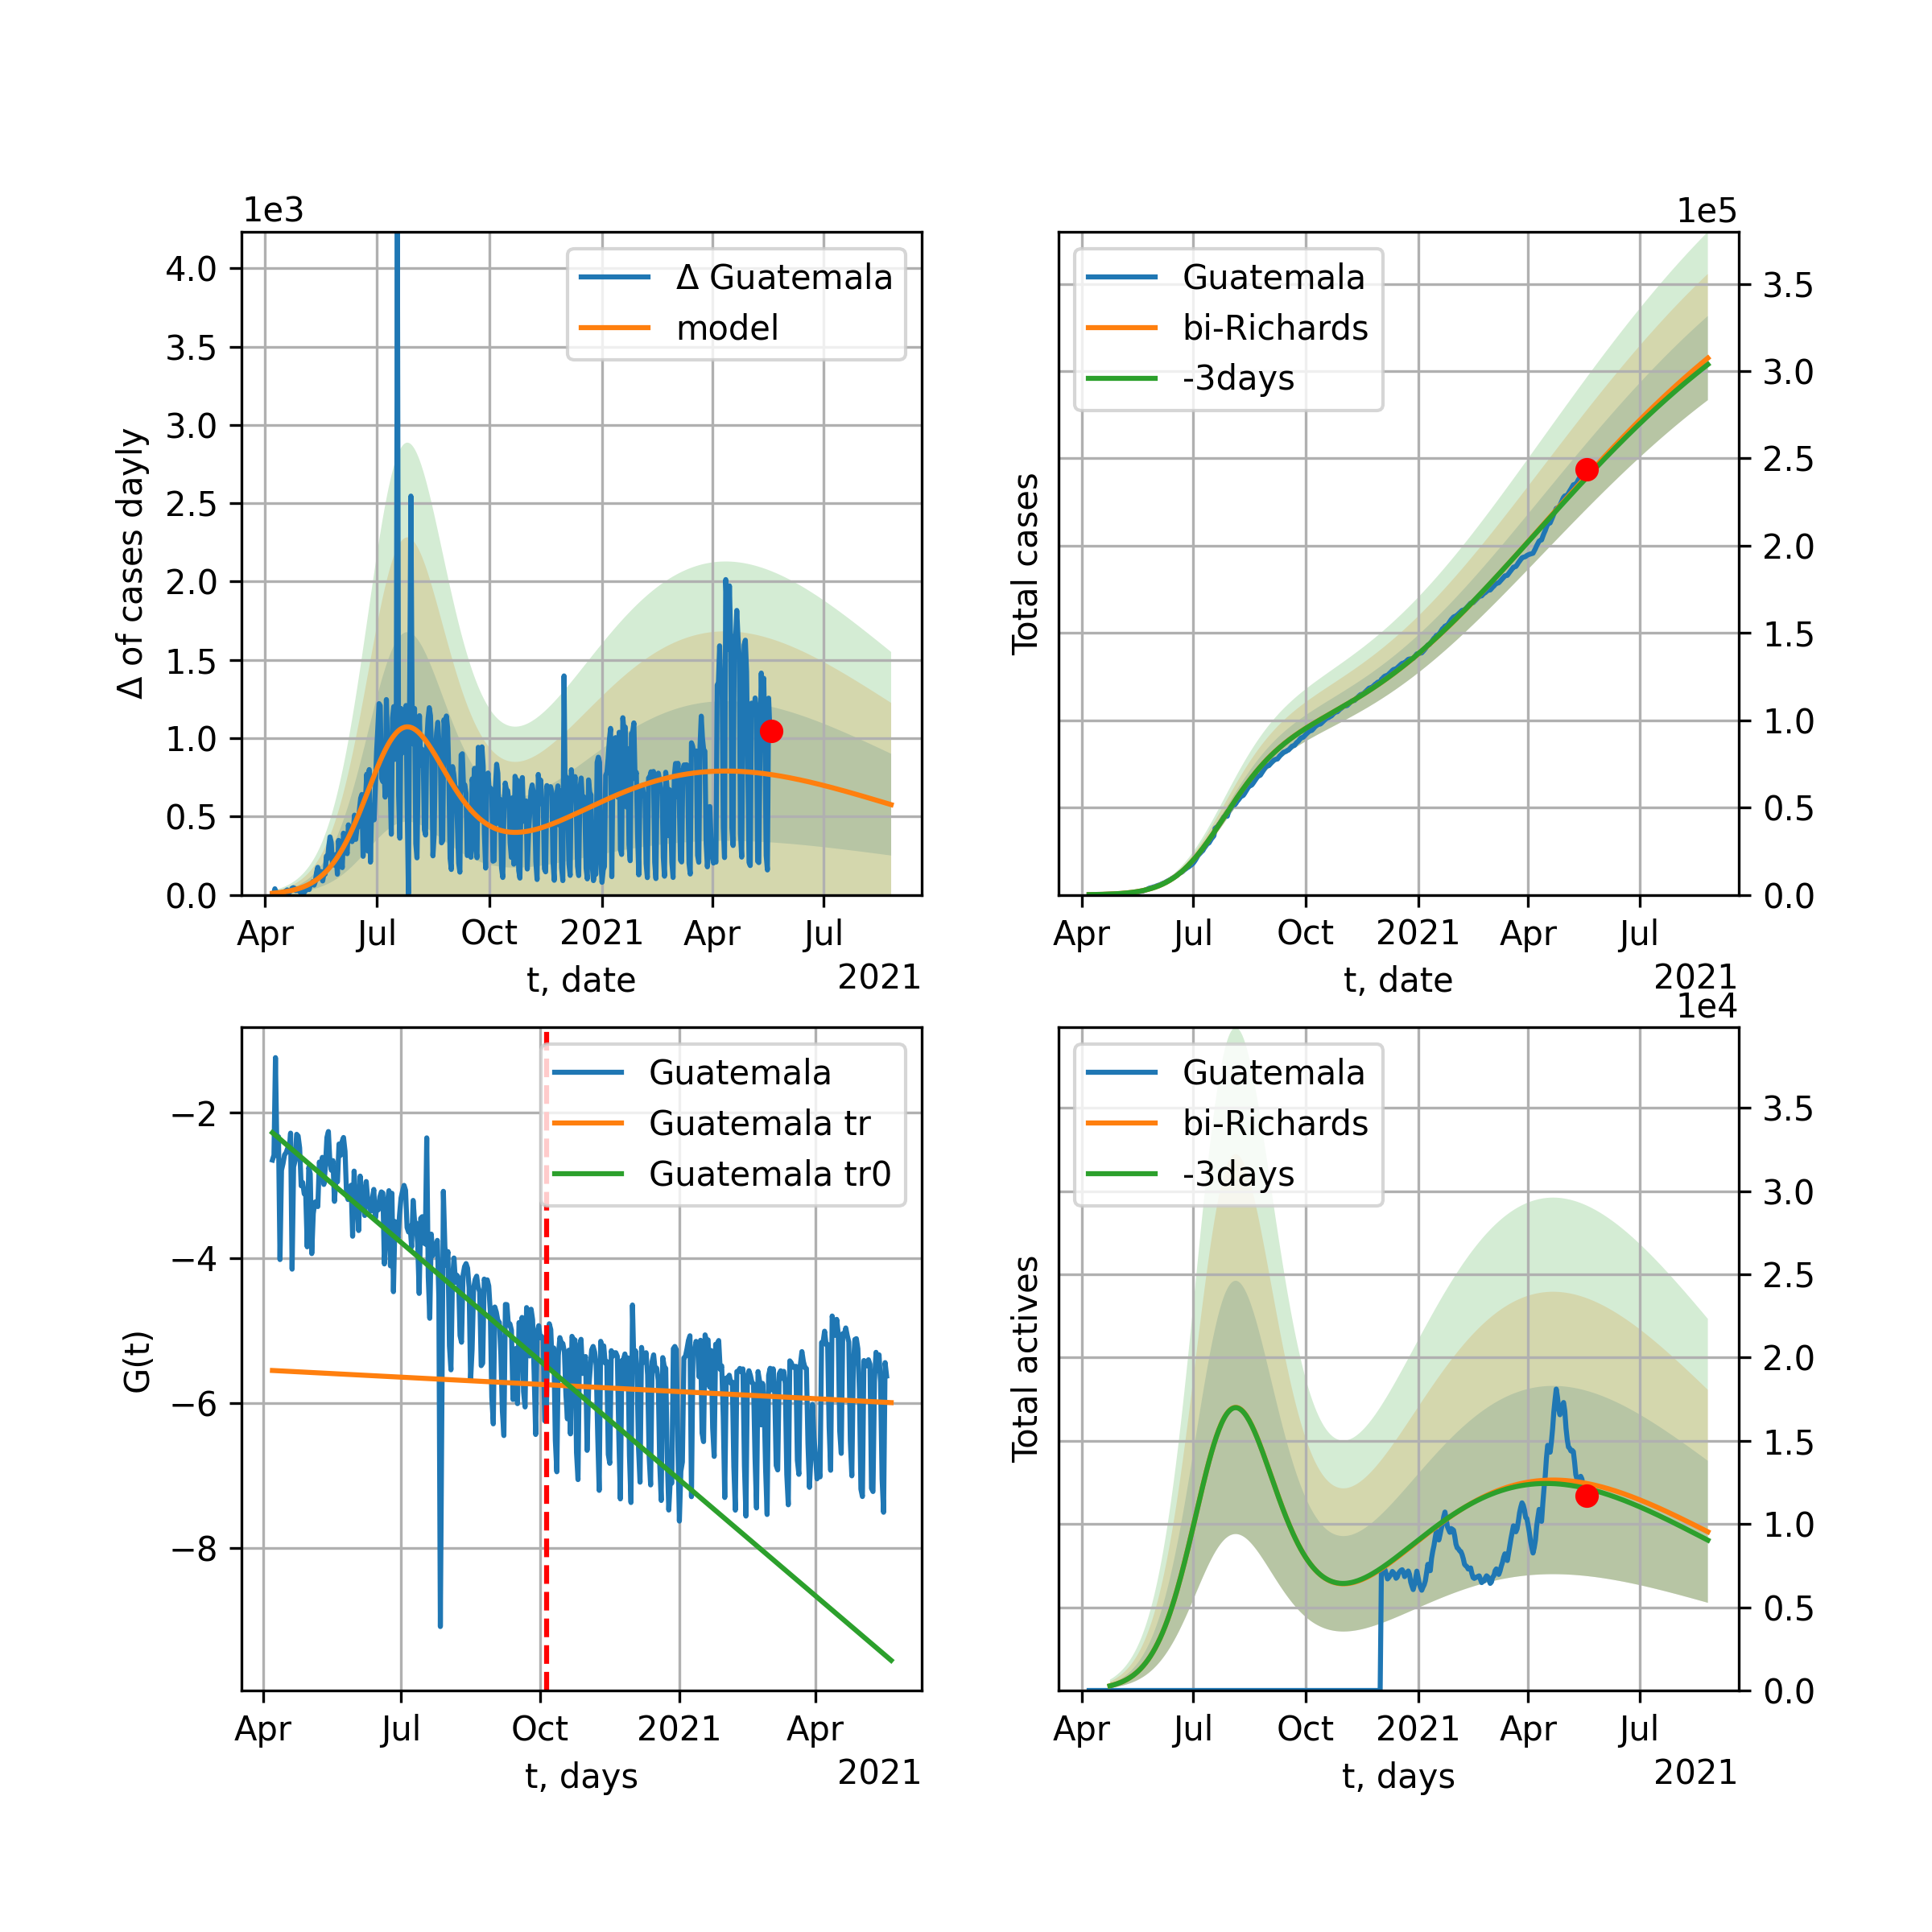 1e3
Δ of cases dayly
4.0
3.5
3.0
2.5
2.0
1.5
1.0
0.5
0.0
Δ Guatemala
model
Apr Jul Oct 2021 Apr Jul
t, date
2021
1e5
Total cases
Guatemala
bi-Richards
-3days
3.5
3.0
2.5
2.0
1.5
1.0
0.5
0.0
Apr Jul Oct 2021 Apr Jul
t, date
2021
G(t)
−2
−4
−6
−8
Guatemala
Guatemala tr
Guatemala tr0
Apr Jul Oct 2021 Apr
t, days
2021
1e4
Total actives
Guatemala
bi-Richards
-3days
3.5
3.0
2.5
2.0
1.5
1.0
0.5
0.0
Apr Jul Oct 2021 Apr Jul
t, days
2021